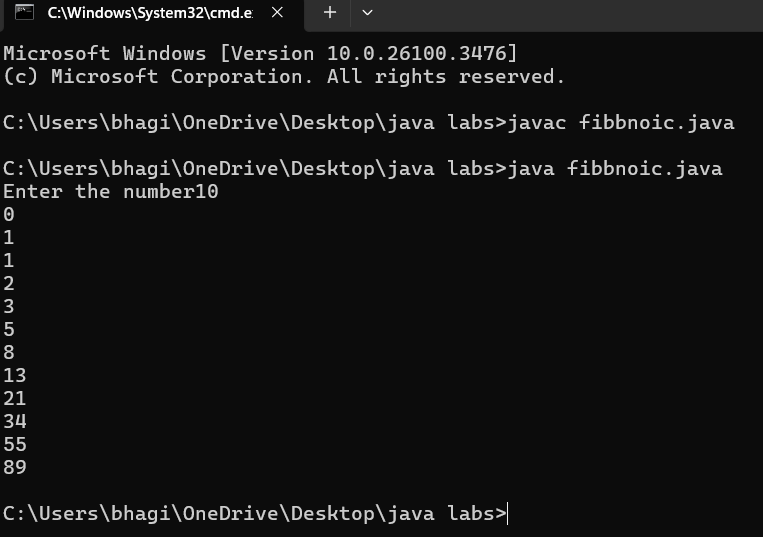 C:\Windows\System32\cmd.e
Microsoft Windows [Version 10.0.26100.3476]
(c) Microsoft Corporation. All rights reserved.
C:\Users\bhagi\OneDrive\Desktop\java labs>javac fibbnoic.java
C:\Users\bhagi\OneDrive\Desktop\java labs>java fibbnoic.java
Enter the number10
0
1
1
2
3
5
8
13
21
34
55
89
C:\Users\bhagi\OneDrive\Desktop\java labs>